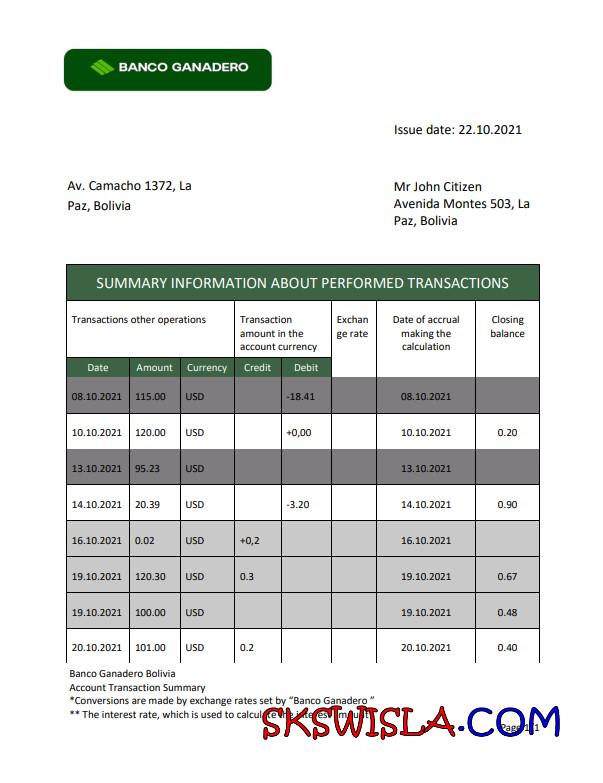 BANCO GANADERO
Issue date: 22.10.2021
Av. Camacho 1372, La
Paz, Bolivia
Mr John Citizen
Avenida Montes 503, La
Paz, Bolivia
SUMMARY INFORMATION ABOUT PERFORMED TRANSACTIONS
Transactions other operations
Transaction
amount in the
account currency
Exchan
ge rate
Date of accrual
making the
calculation
Closing
balance
Date Amount Currency Credit Debit
08.10.2021 115.00 USD -18.41 08.10.2021
10.10.2021 120.00 USD +0,00 10.10.2021 0.20
13.10.2021 95.23 USD 13.10.2021
14.10.2021 20.39 USD -3.20 14.10.2021 0.90
16.10.2021 0.02 USD +0,2 16.10.2021
19.10.2021 120.30 USD 0.3 19.10.2021 0.67
19.10.2021 100.00 USD 19.10.2021 0.48
20.10.2021 101.00 USD 0.2 20.10.2021 0.40
Banco Ganadero Bolivia
Account Transaction Summary
*Conversions are made by exchange rates set by “Banco Ganadero ”
** The interest rate, which is used to calculate the interest amount
SKSWISLA.COM
Page